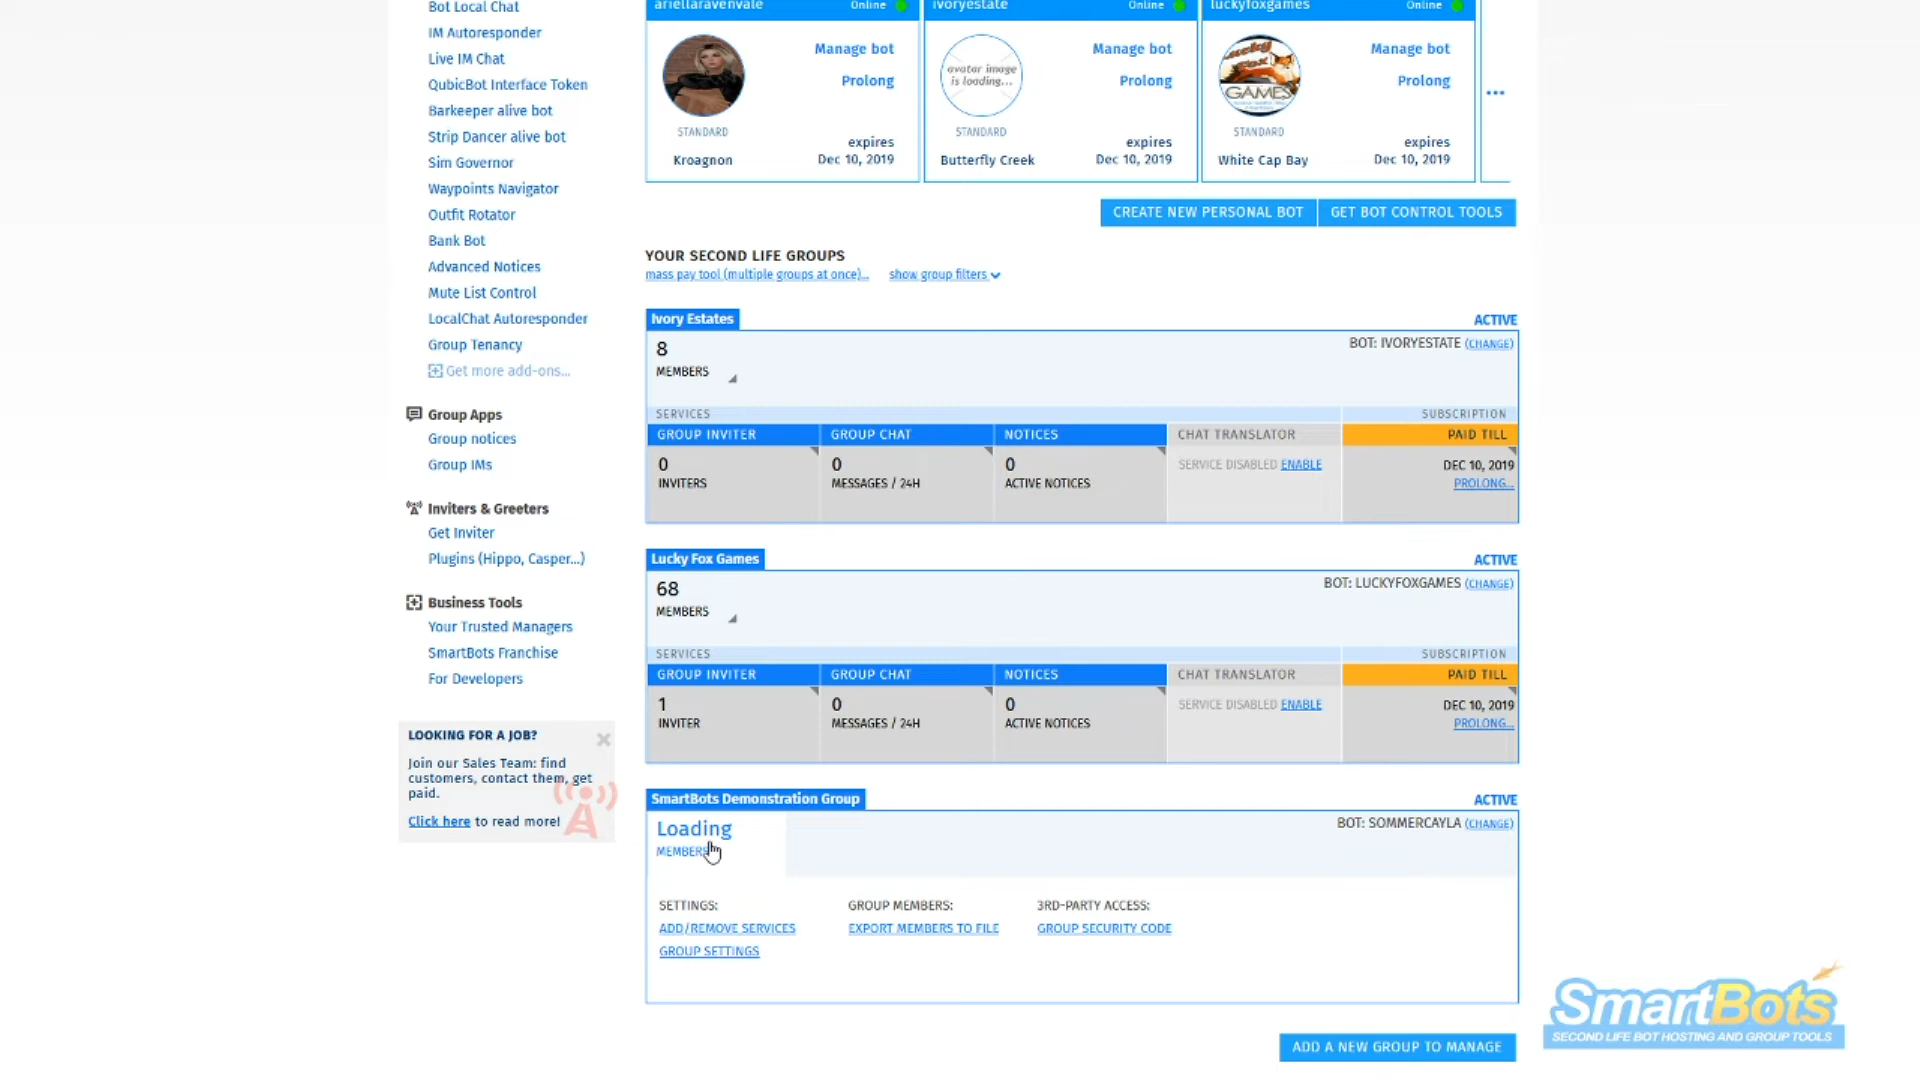 Bot Local Chat
IM Autoresponder
Live IM Chat
QubicBot Interface Token
Barkeeper alive bot
Strip Dancer alive bot
Sim Governor
Waypoints Navigator
Outfit Rotator
Bank Bot
Advanced Notices
Mute List Control
LocalChat Autoresponder
Group Tenancy
Get more add-ons...
Group Apps
Group notices
Group IMs
Inviters & Greeters
Get Inviter
Plugins (Hippo, Casper...)
Business Tools
Your Trusted Managers
SmartBots Franchise
For Developers
LOOKING FOR A JOB?
Join our Sales Team: find
customers, contact them, get
paid.
Click here to read more!
ariellaravenvale Online
Manage bot
Prolong
STANDARD
expires
Kroagnon Dec 10, 2019
ivoryestate Online
avatar image
is loading...
Manage bot
Prolong
STANDARD
expires
Butterfly Creek Dec 10, 2019
luckyfoxgames Online
Lucky
Fox
GAMES
Manage bot
Prolong
STANDARD
expires
White Cap Bay Dec 10, 2019
...
CREATE NEW PERSONAL BOT GET BOT CONTROL TOOLS
YOUR SECOND LIFE GROUPS
mass pay tool (multiple groups at once)... show group filters
Ivory Estates ACTIVE
8 BOT: IVORYESTATE (CHANGE)
MEMBERS
SERVICES SUBSCRIPTION
GROUP INVITER GROUP CHAT NOTICES CHAT TRANSLATOR PAID TILL
0 0 0 SERVICE DISABLED ENABLE DEC 10, 2019
INVITERS MESSAGES / 24H ACTIVE NOTICES PROLONG...
Lucky Fox Games ACTIVE
68 BOT: LUCKYFOXGAMES (CHANGE)
MEMBERS
SERVICES SUBSCRIPTION
GROUP INVITER GROUP CHAT NOTICES CHAT TRANSLATOR PAID TILL
1 0 0 SERVICE DISABLED ENABLE DEC 10, 2019
INVITER MESSAGES / 24H ACTIVE NOTICES PROLONG...
SmartBots Demonstration Group ACTIVE
Loading BOT: SOMMERCAYLA (CHANGE)
MEMBERS
SETTINGS: GROUP MEMBERS: 3RD-PARTY ACCESS:
ADD/REMOVE SERVICES EXPORT MEMBERS TO FILE GROUP SECURITY CODE
GROUP SETTINGS
ADD A NEW GROUP TO MANAGE
SmartBots
SECOND LIFE BOT HOSTING AND GROUP TOOLS